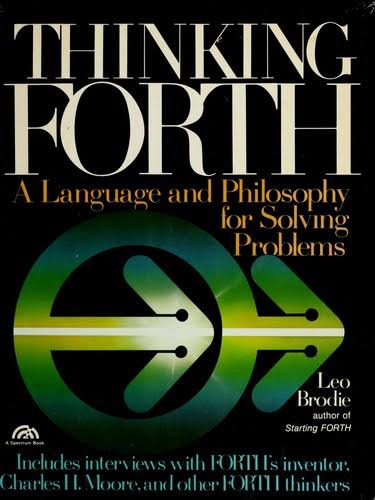 THINKING
FORTH
A Language and Philosophy
for Solving
Problems
Leo
Brodie
author of
Starting FORTH
A Spectrum Book
Includes interviews with FORTH's inventor,
Charles H. Moore, and other FORTH thinkers